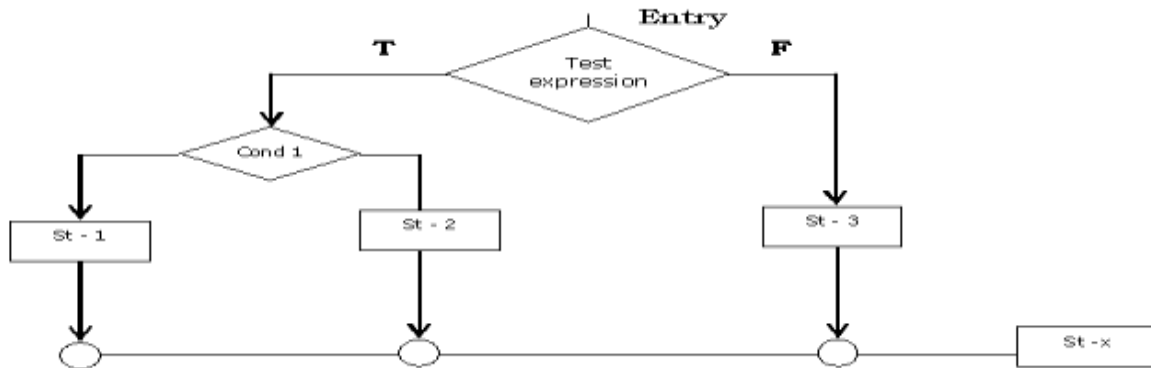 Entry
T
F
Test
expression
Cond 1
St - 1
St - 2
St - 3
St -x